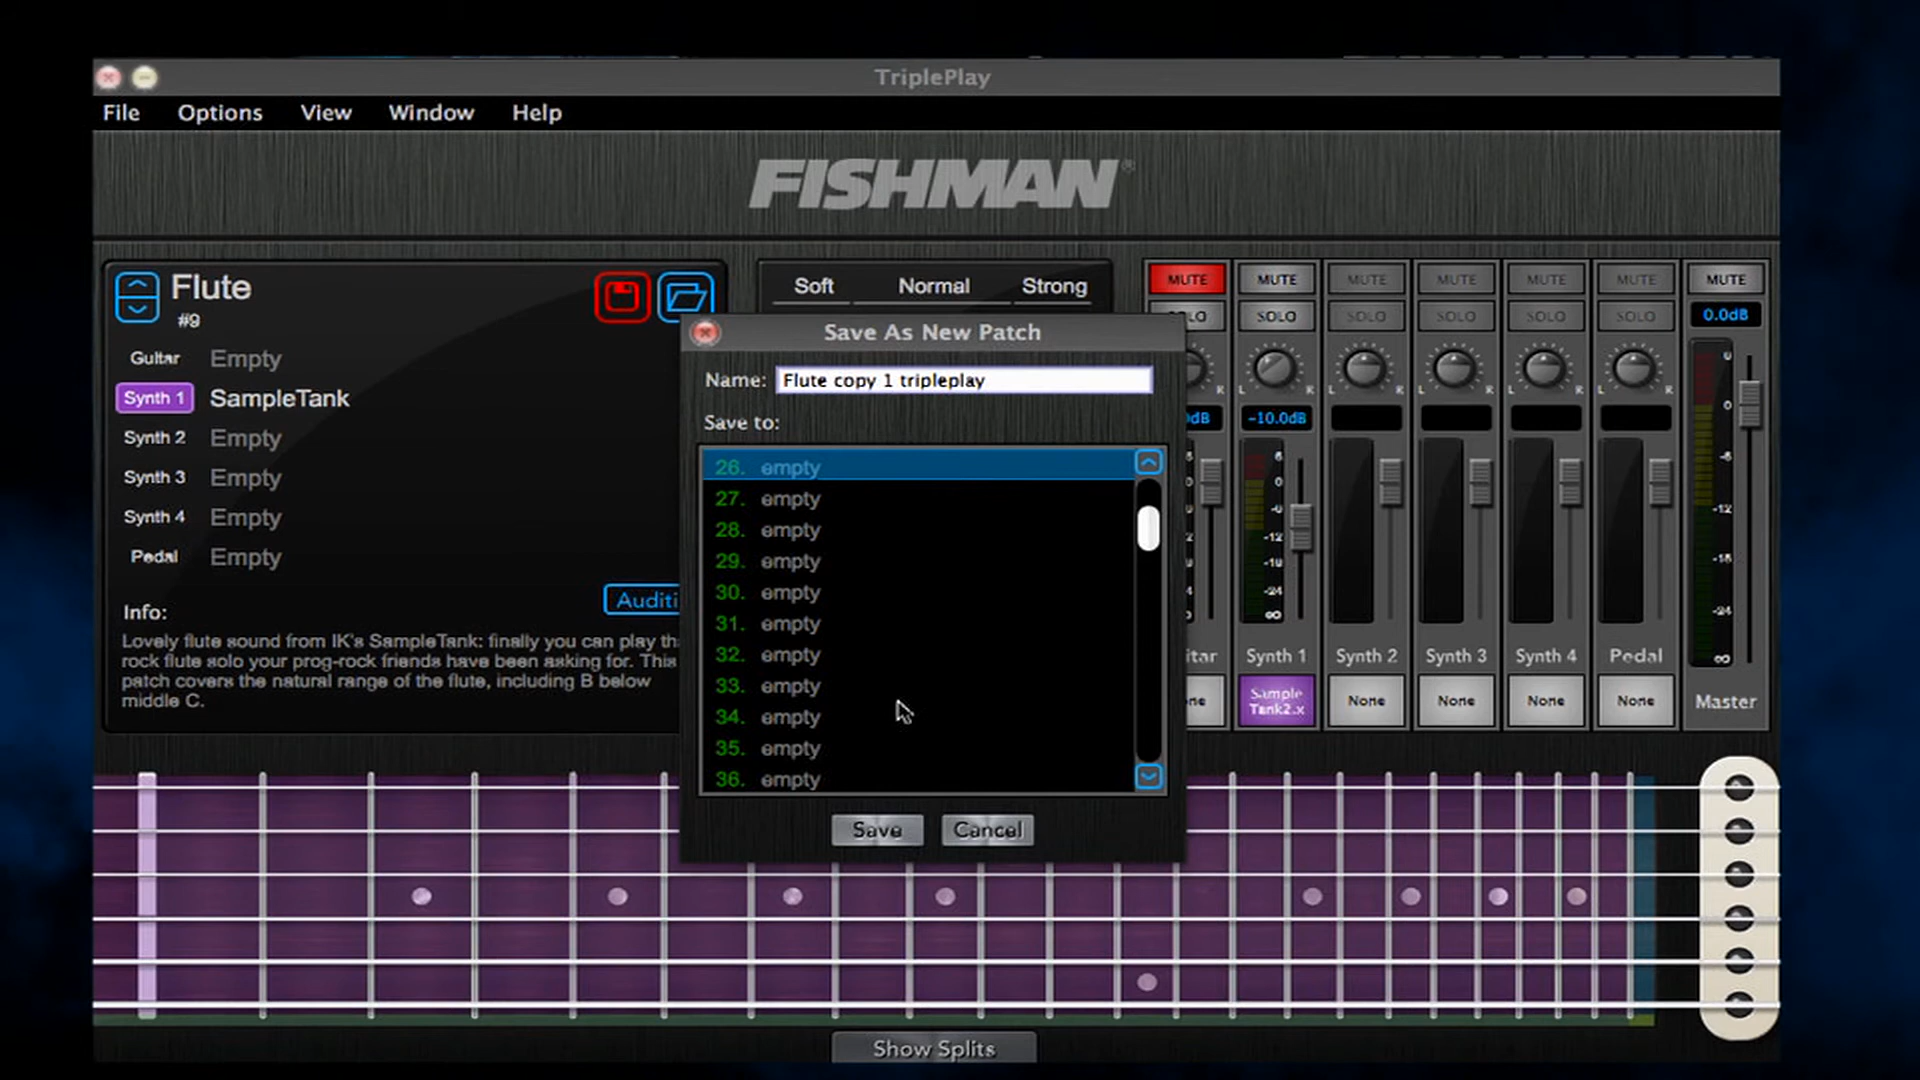 TriplePlay
File Options View Window Help
FISHMAN®
Flute
#9
Guitar Empty
Synth 1 SampleTank
Synth 2 Empty
Synth 3 Empty
Synth 4 Empty
Pedal Empty
Auditi
Info:
Lovely flute sound from IK's SampleTank: finally you can play th
rock flute solo your prog-rock friends have been asking for. This
patch covers the natural range of the flute, including B below
middle C.
Soft Normal Strong
Save As New Patch
Name: Flute copy 1 tripleplay
Save to:
26. empty
27. empty
28. empty
29. empty
30. empty
31. empty
32. empty
33. empty
34. empty
35. empty
36. empty
Save Cancel
MUTE MUTE MUTE MUTE MUTE MUTE MUTE
OLO SOLO SOLO SOLO SOLO SOLO 0.0dB
R L R L R L R L R L R
0dB -10.0dB
itar Synth 1 Synth 2 Synth 3 Synth 4 Pedal
ne Sample Tank2.x None None None None Master
Show Splits